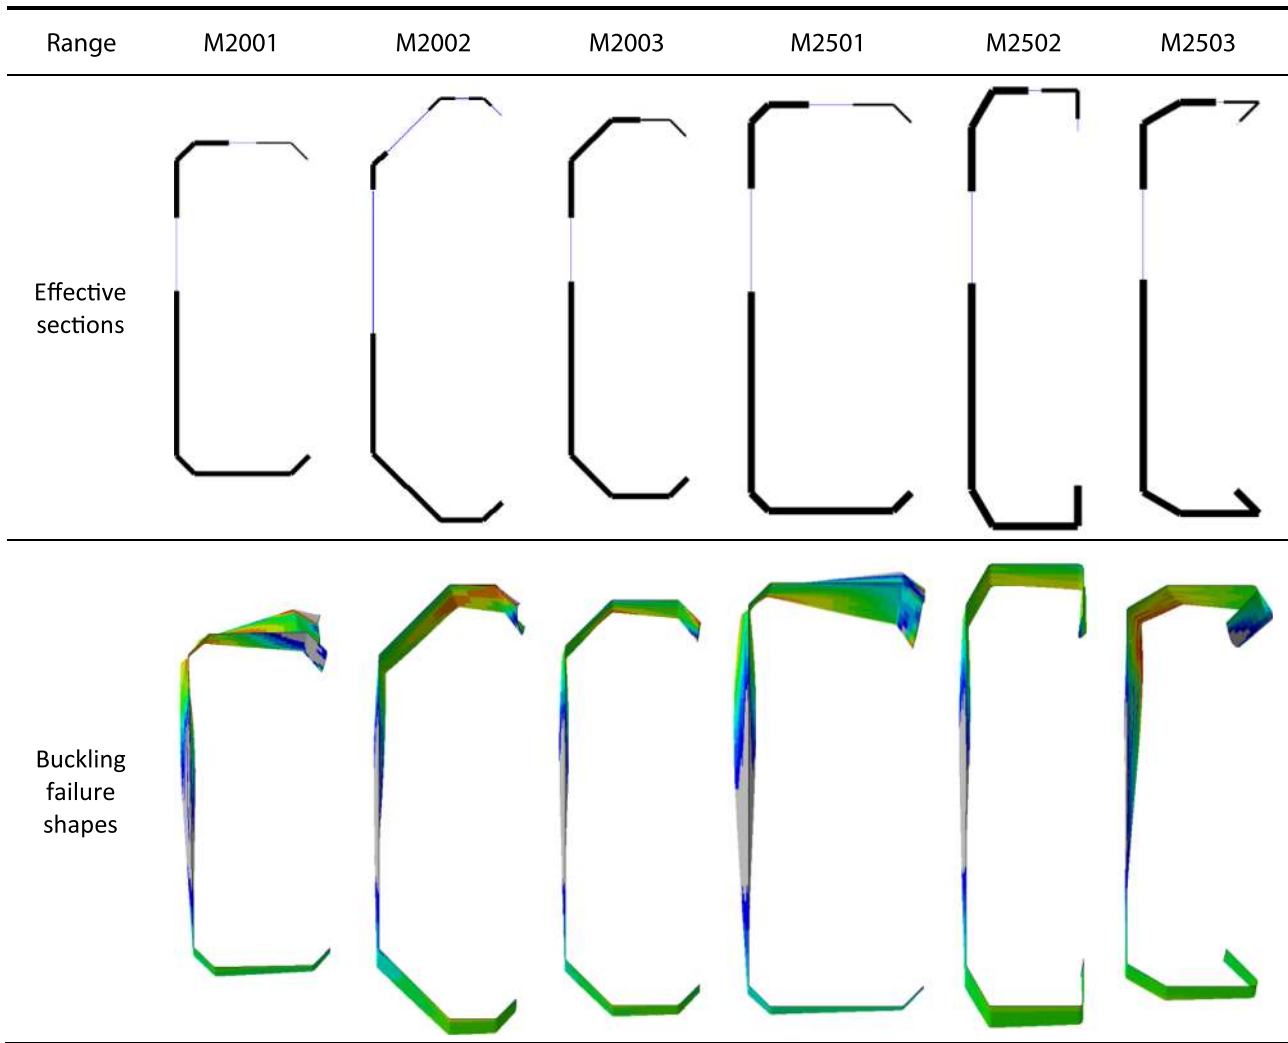 Range M2001 M2002 M2003 M2501 M2502 M2503
Effective
sections
Buckling
failure
shapes